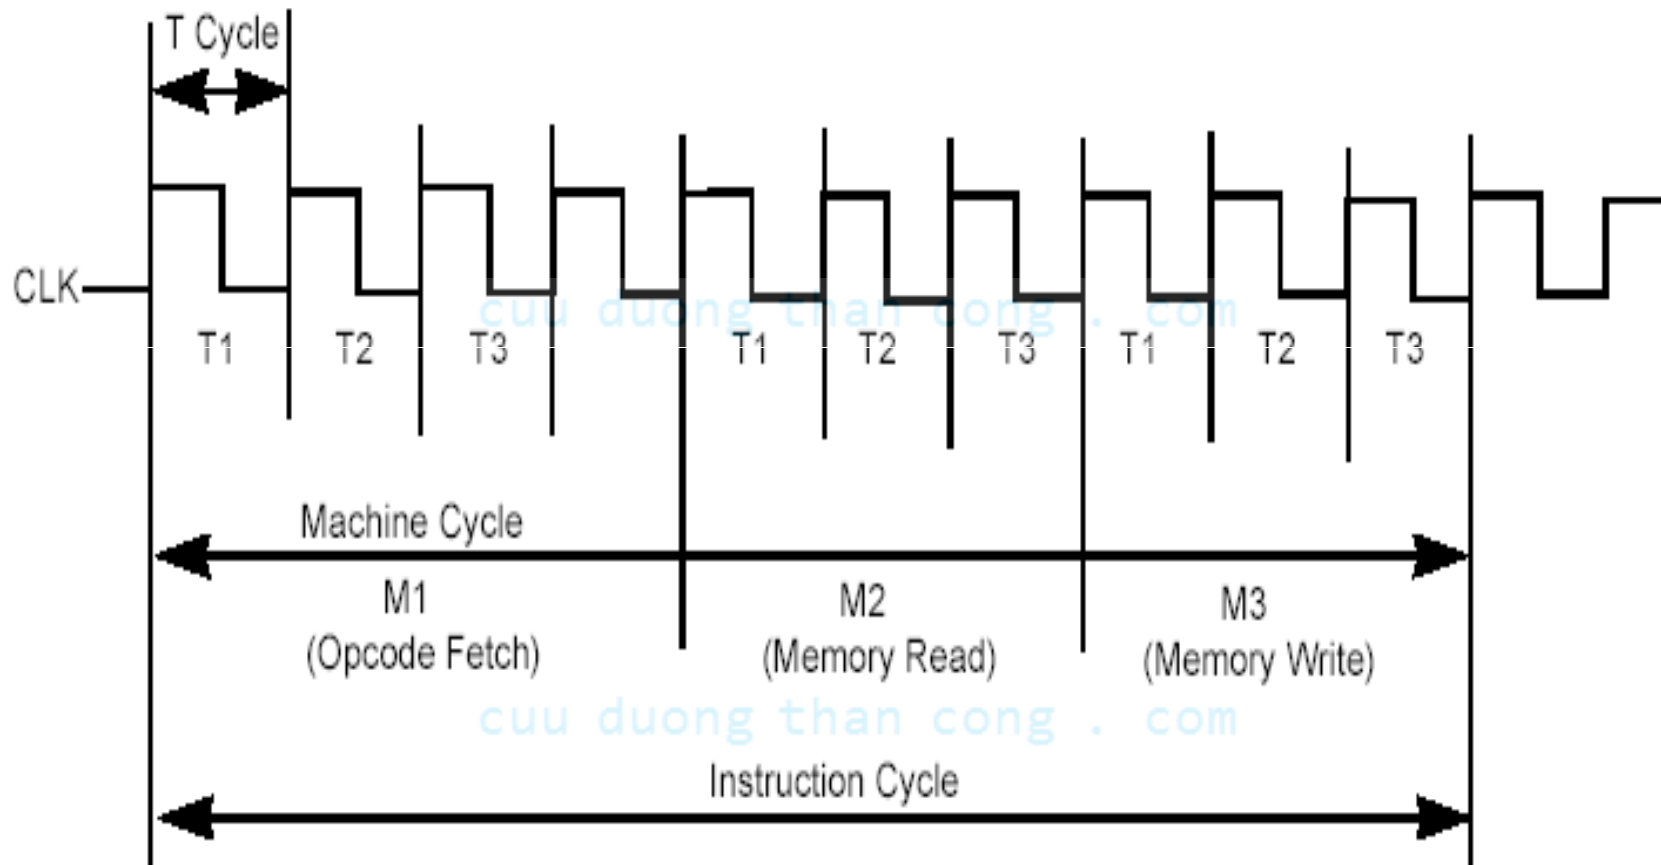 T Cycle
CLK
cuu duong than cong . com
T1 T2 T3 T1 T2 T3 T1 T2 T3
Machine Cycle
M1 M2 M3
(Opcode Fetch) (Memory Read) (Memory Write)
cuu duong than cong . com
Instruction Cycle